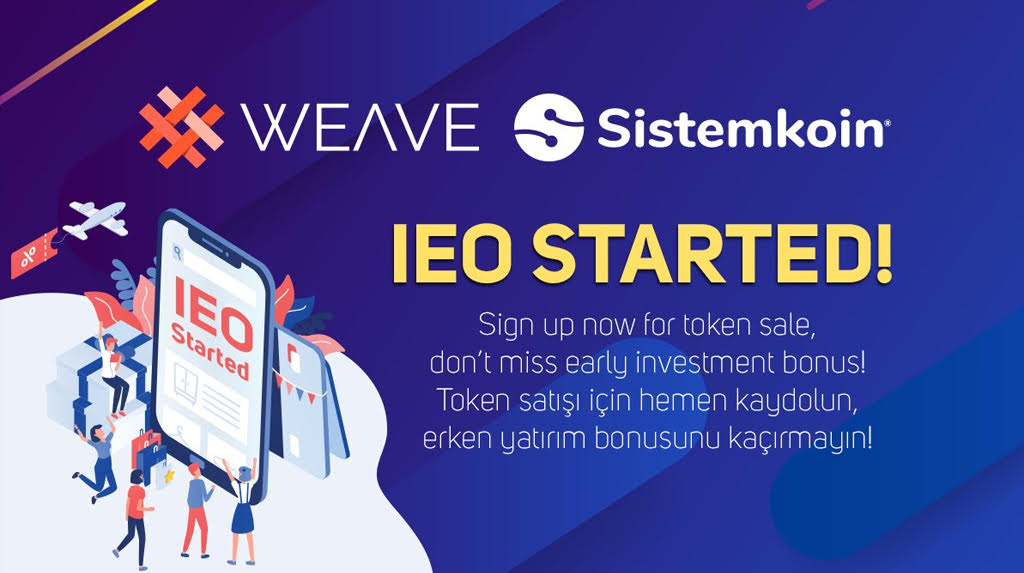 WEAVE
Sistemkoin®
IEO STARTED!
Sign up now for token sale,
don't miss early investment bonus!
Token satışı için hemen kaydolun,
erken yatırım bonusunu kaçırmayın!
%
IEO
Started